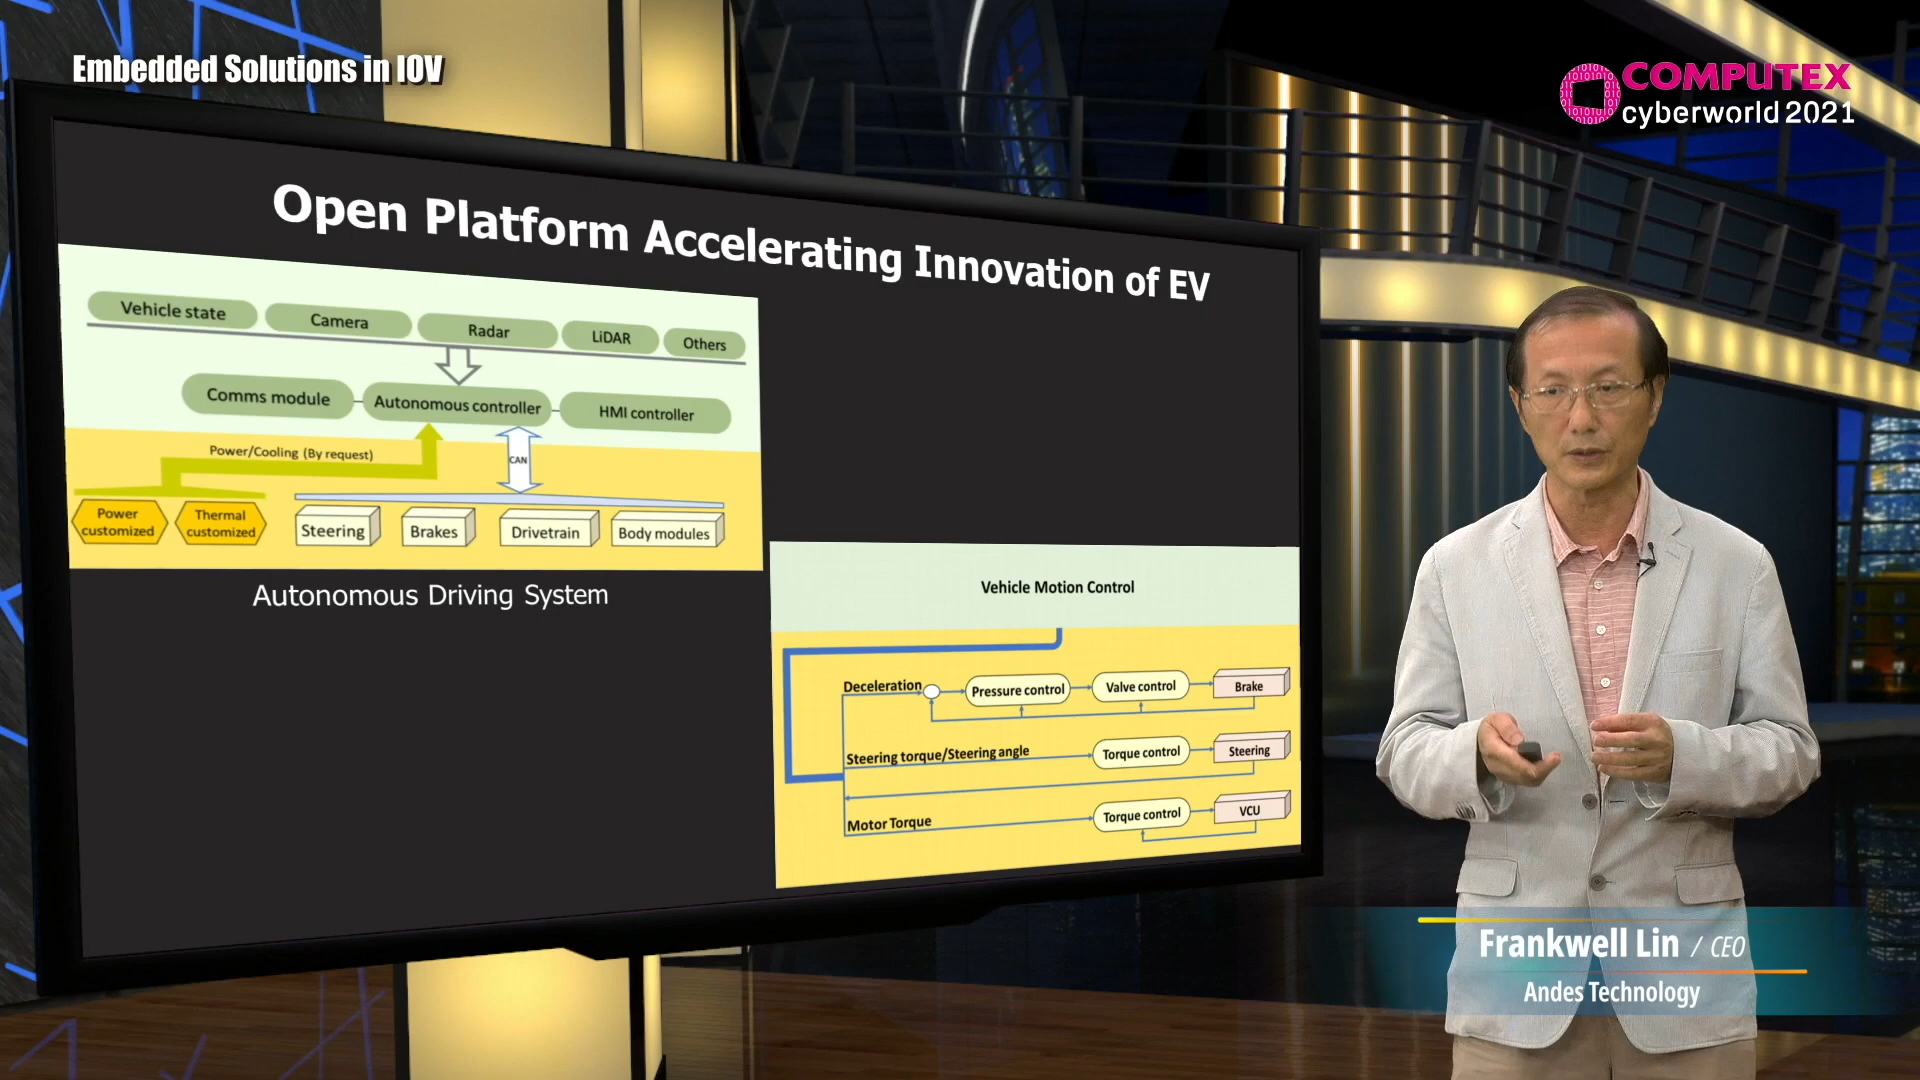 Embedded Solutions in IOV
COMPUTEX
cyberworld 2021
Open Platform Accelerating Innovation of EV
Vehicle state
Camera
Radar
LiDAR
Others
Comms module
Autonomous controller
HMI controller
Power/Cooling (By request)
CAN
Power
customized
Thermal
customized
Steering
Brakes
Drivetrain
Body modules
Autonomous Driving System
Vehicle Motion Control
Deceleration
Pressure control
Valve control
Brake
Steering torque/Steering angle
Torque control
Steering
Motor Torque
Torque control
VCU
Frankwell Lin / CEO
Andes Technology